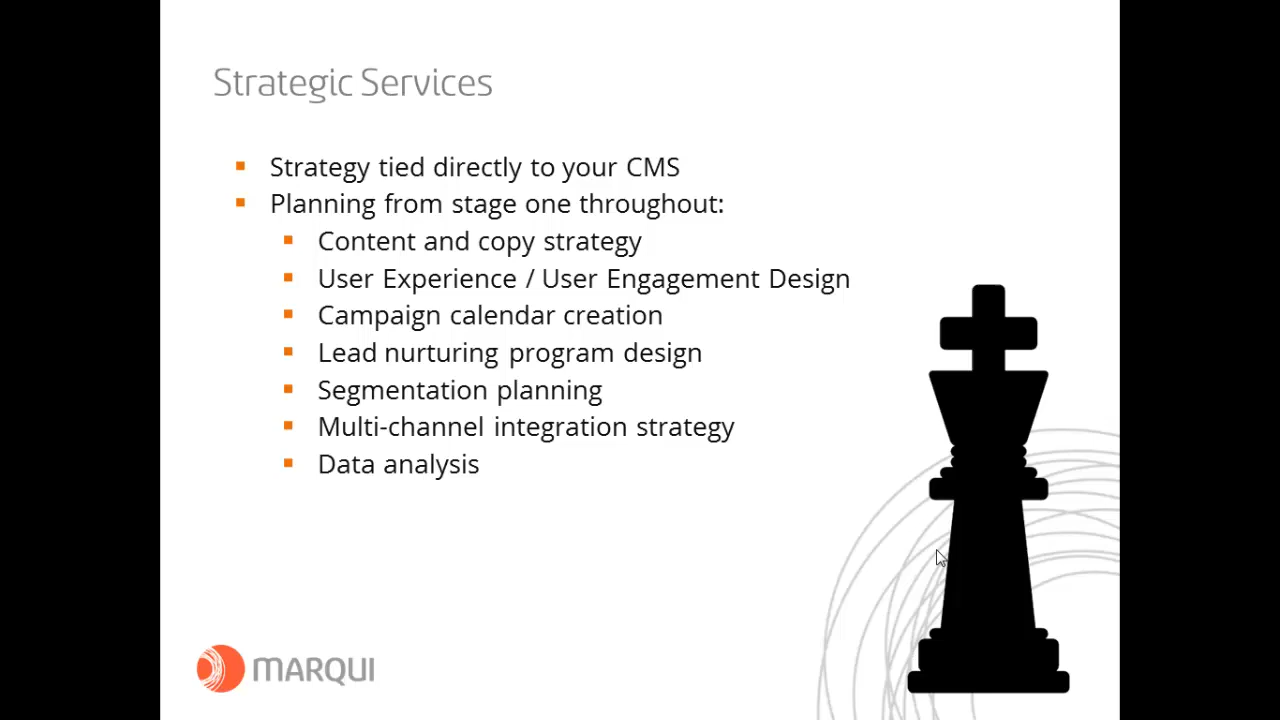 Strategic Services
Strategy tied directly to your CMS
Planning from stage one throughout:
Content and copy strategy
User Experience / User Engagement Design
Campaign calendar creation
Lead nurturing program design
Segmentation planning
Multi-channel integration strategy
Data analysis
MARQUI